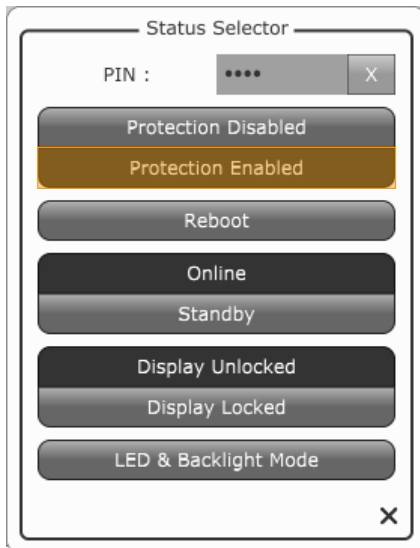 Status Selector
PIN : •••• X
Protection Disabled
Protection Enabled
Reboot
Online
Standby
Display Unlocked
Display Locked
LED & Backlight Mode